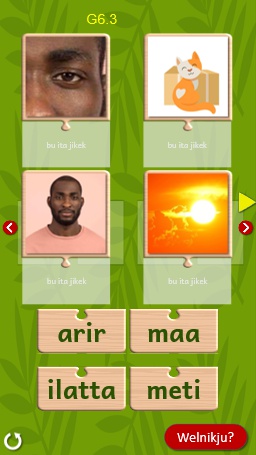 G6.3
bu ita jikek
bu ita jikek
bu ita jikek
bu ita jikek
arir
maa
ilatta
meti
Welnikju?